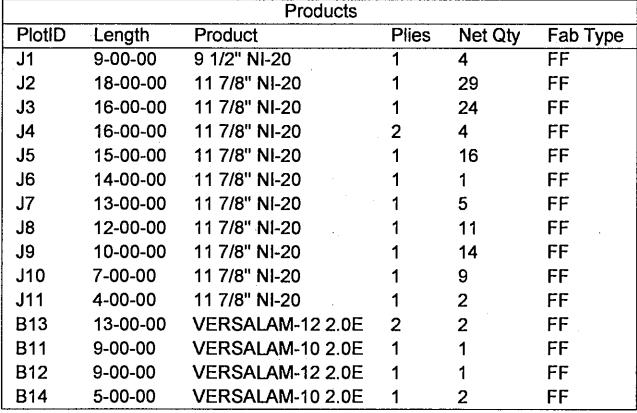 Products
PlotID Length Product Plies Net Qty Fab Type
J1 9-00-00 9 1/2" NI-20 1 4 FF
J2 18-00-00 11 7/8" NI-20 1 29 FF
J3 16-00-00 11 7/8" NI-20 1 24 FF
J4 16-00-00 11 7/8" NI-20 2 4 FF
J5 15-00-00 11 7/8" NI-20 1 16 FF
J6 14-00-00 11 7/8" NI-20 1 1 FF
J7 13-00-00 11 7/8" NI-20 1 5 FF
J8 12-00-00 11 7/8" NI-20 1 11 FF
J9 10-00-00 11 7/8" NI-20 1 14 FF
J10 7-00-00 11 7/8" NI-20 1 9 FF
J11 4-00-00 11 7/8" NI-20 1 2 FF
B13 13-00-00 VERSALAM-12 2.0E 2 2 FF
B11 9-00-00 VERSALAM-10 2.0E 1 1 FF
B12 9-00-00 VERSALAM-12 2.0E 1 1 FF
B14 5-00-00 VERSALAM-10 2.0E 1 2 FF